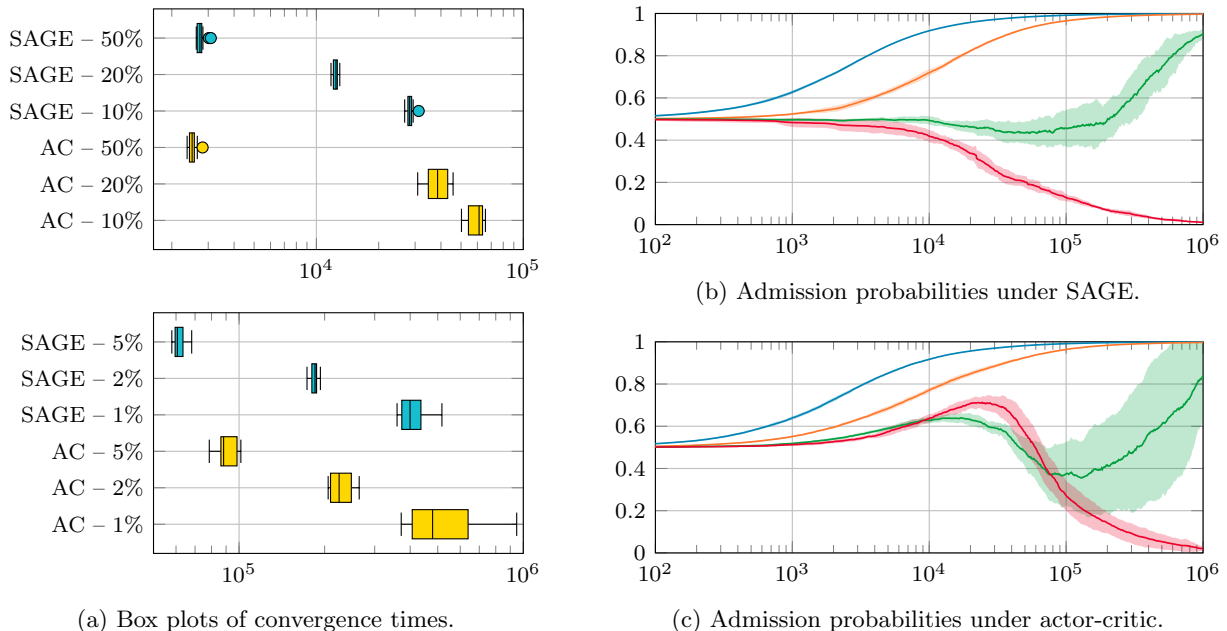 SAGE – 50%
SAGE – 20%
SAGE – 10%
AC – 50%
AC – 20%
AC – 10%
10^4
10^5
SAGE – 5%
SAGE – 2%
SAGE – 1%
AC – 5%
AC – 2%
AC – 1%
10^5
10^6
(a) Box plots of convergence times.
1
0.8
0.6
0.4
0.2
0
10^2
10^3
10^4
10^5
10^6
(b) Admission probabilities under SAGE.
1
0.8
0.6
0.4
0.2
0
10^2
10^3
10^4
10^5
10^6
(c) Admission probabilities under actor-critic.